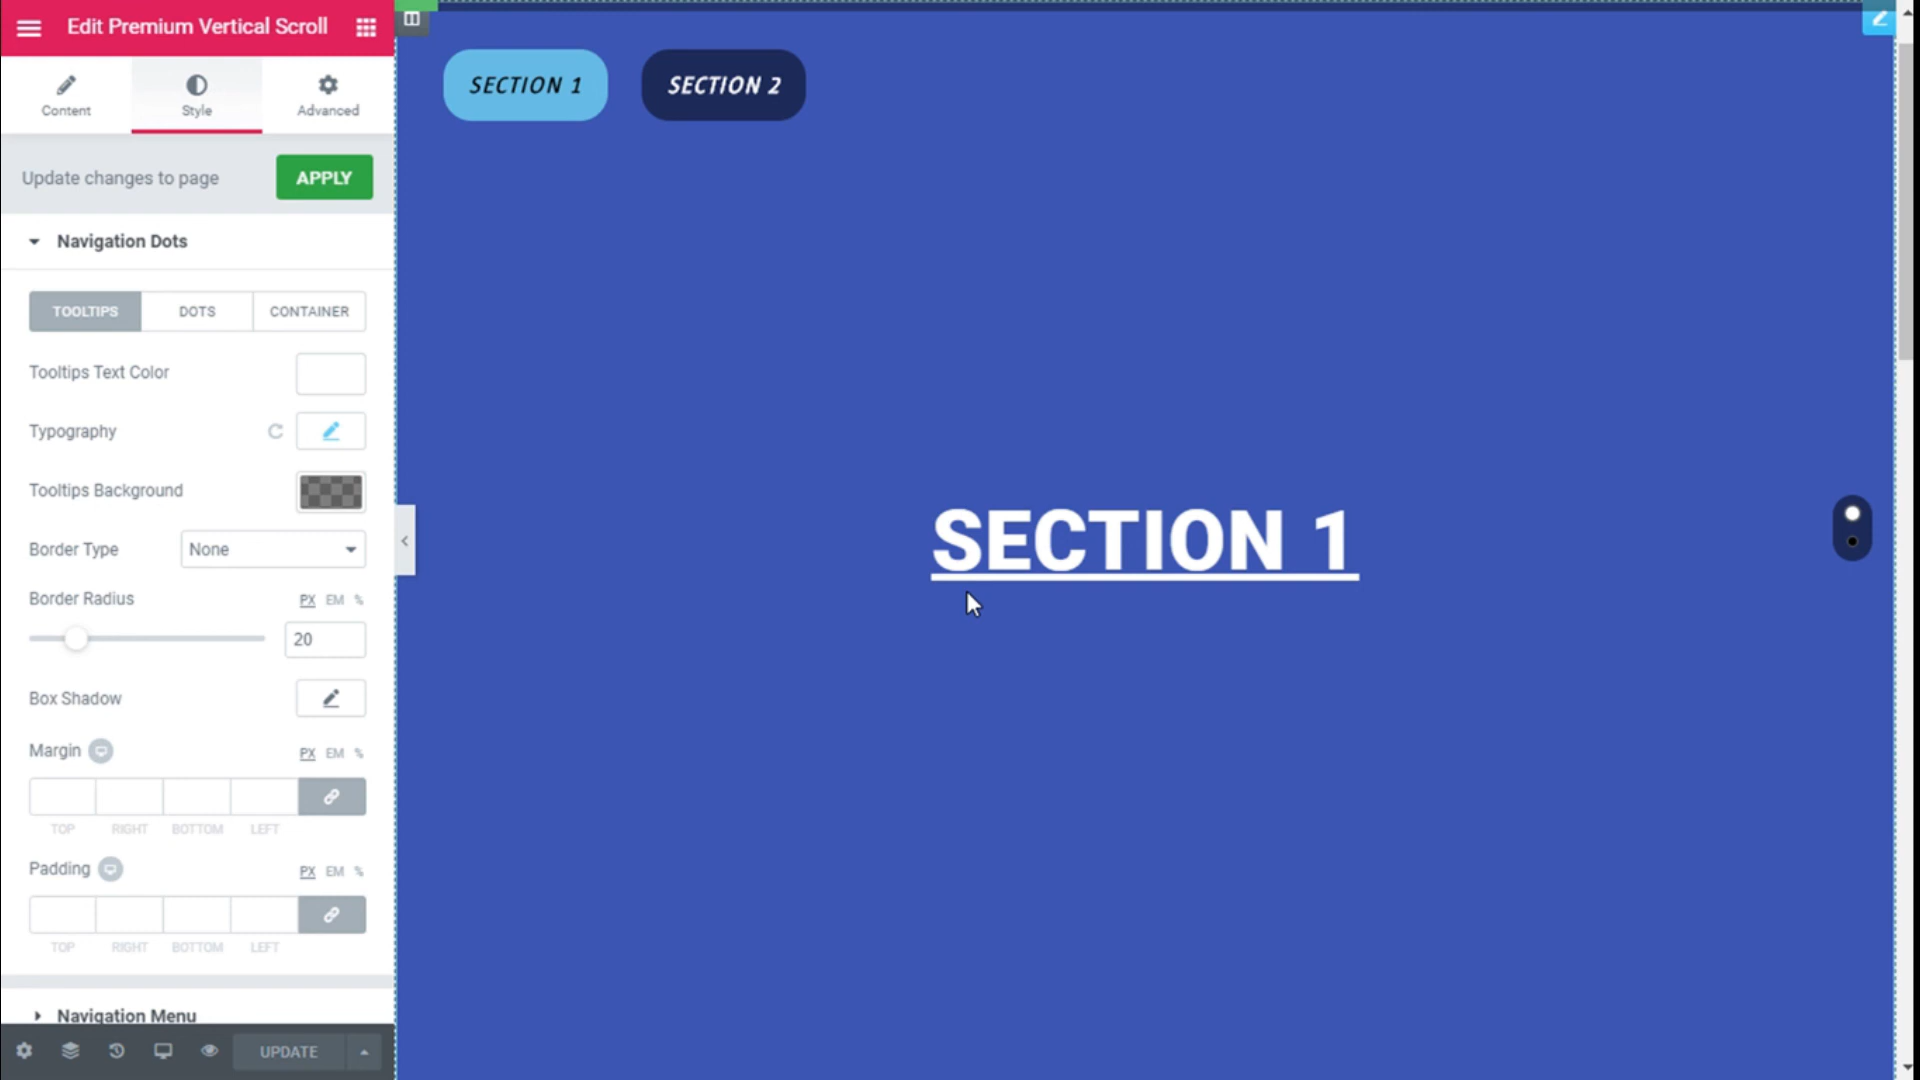 Edit Premium Vertical Scroll
Content
Style
Advanced
Update changes to page
APPLY
Navigation Dots
TOOLTIPS
DOTS
CONTAINER
Tooltips Text Color
Typography
Tooltips Background
Border Type
None
Border Radius
PX EM %
20
Box Shadow
Margin
PX EM %
TOP RIGHT BOTTOM LEFT
Padding
PX EM %
TOP RIGHT BOTTOM LEFT
Navigation Menu
UPDATE
SECTION 1
SECTION 2
SECTION 1